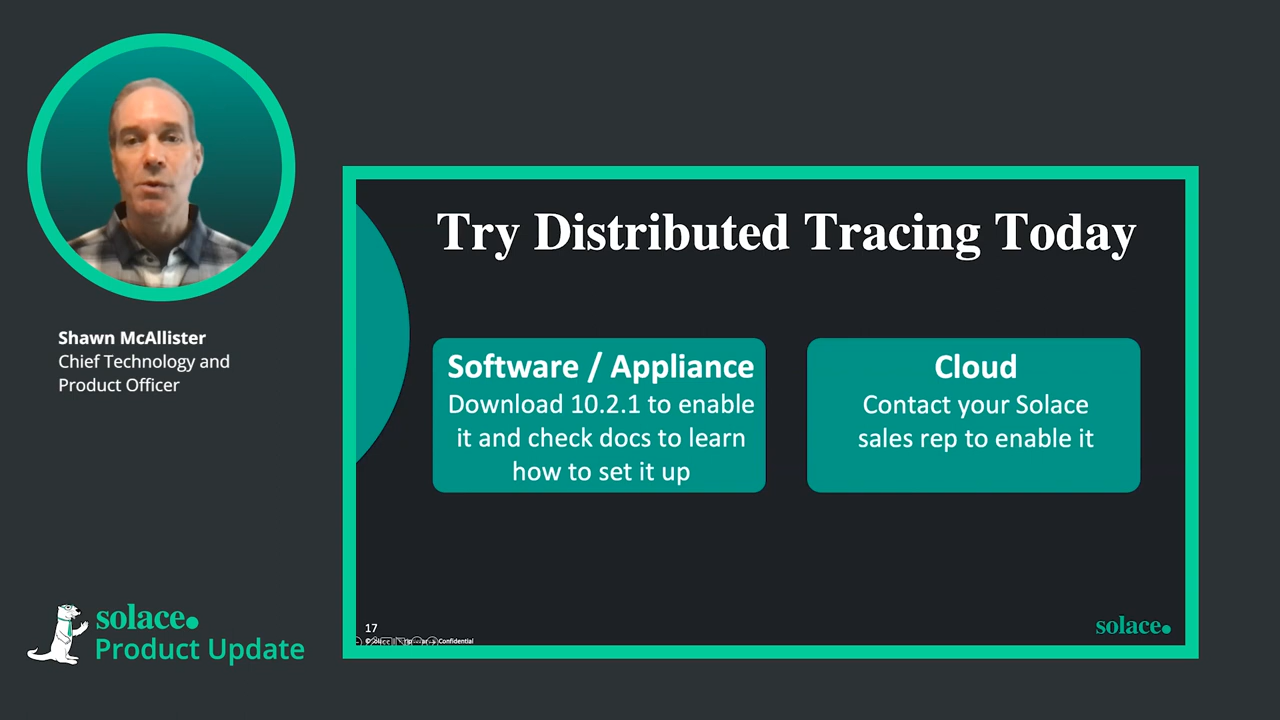 Shawn McAllister
Chief Technology and
Product Officer
solace.
Product Update
Try Distributed Tracing Today
Software / Appliance
Download 10.2.1 to enable
it and check docs to learn
how to set it up
Cloud
Contact your Solace
sales rep to enable it
17
Confidential
solace.